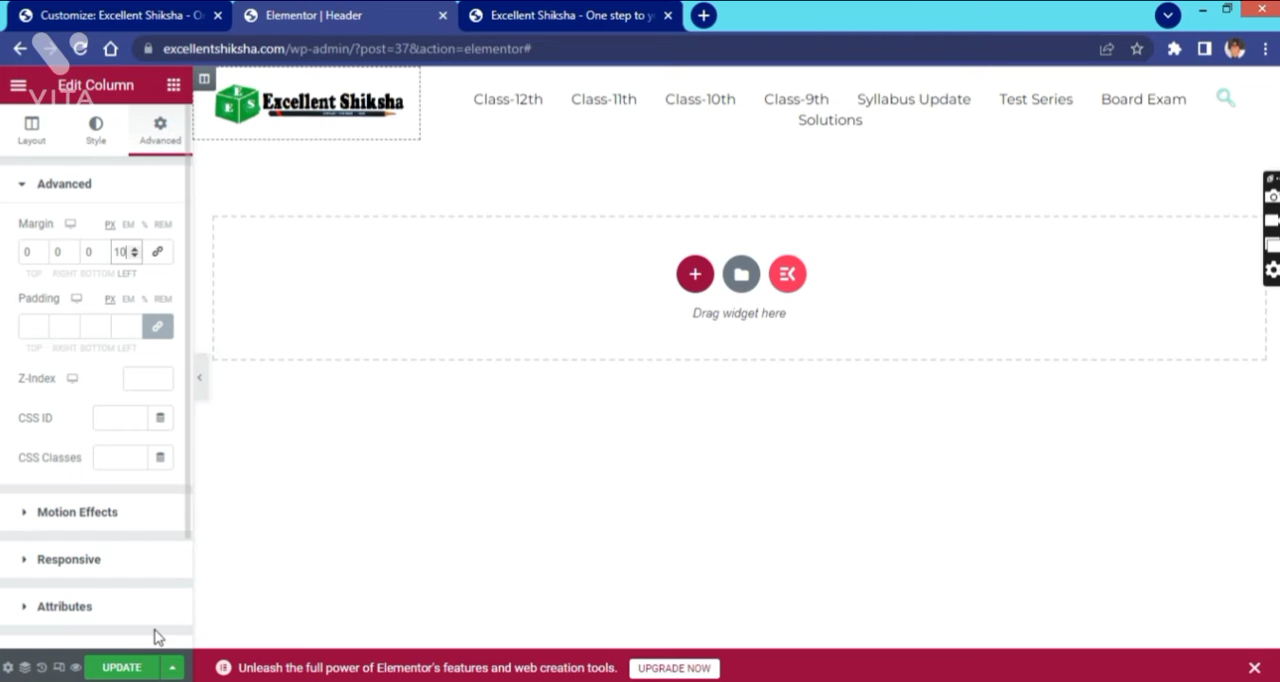 Customize: Excellent Shiksha - O
Elementor | Header
Excellent Shiksha - One step to y
excellentshiksha.com/wp-admin/?post=37&action=elementor#
VITA
Edit Column
Layout
Style
Advanced
EES Excellent Shiksha
Class-12th
Class-11th
Class-10th
Class-9th
Syllabus Update
Test Series
Board Exam
Solutions
Advanced
Margin
PX EM % REM
0 0 0 10
TOP RIGHT BOTTOM LEFT
Padding
PX EM % REM
TOP RIGHT BOTTOM LEFT
Z-Index
CSS ID
CSS Classes
Drag widget here
Motion Effects
Responsive
Attributes
UPDATE
Unleash the full power of Elementor's features and web creation tools.
UPGRADE NOW